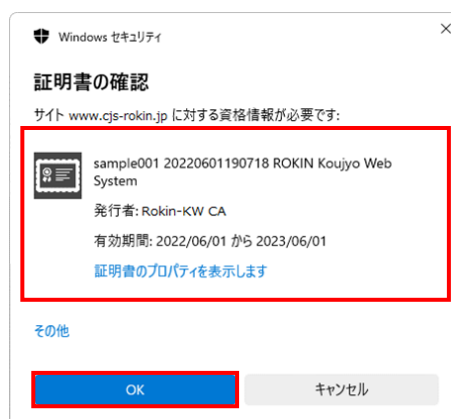 Windows セキュリティ
証明書の確認
サイト www.cjs-rokin.jp に対する資格情報が必要です:
sample001 20220601190718 ROKIN Koujyo Web
System
発行者: Rokin-KW CA
有効期間: 2022/06/01 から 2023/06/01
証明書のプロパティを表示します
その他
OK
キャンセル